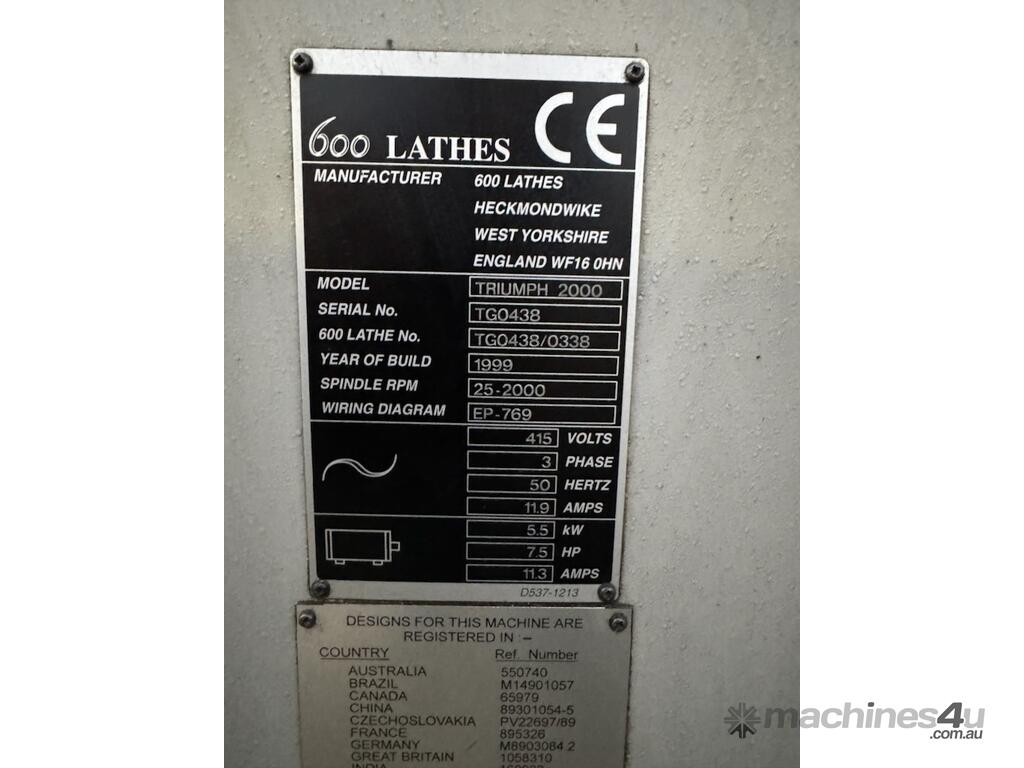 600 LATHES CE
MANUFACTURER 600 LATHES
HECKMONDWIKE
WEST YORKSHIRE
ENGLAND WF16 0HN
MODEL TRIUMPH 2000
SERIAL No. TG0438
600 LATHE No. TG0438/0338
YEAR OF BUILD 1999
SPINDLE RPM 25-2000
WIRING DIAGRAM EP-769
415 VOLTS
3 PHASE
50 HERTZ
11.9 AMPS
5.5 kW
7.5 HP
11.3 AMPS
D537-1213
DESIGNS FOR THIS MACHINE ARE
REGISTERED IN :-
COUNTRY Ref. Number
AUSTRALIA 550740
BRAZIL M14901057
CANADA 65979
CHINA 89301054-5
CZECHOSLOVAKIA PV22697/89
FRANCE 895326
GERMANY M8903084.2
GREAT BRITAIN 1058310
INDIA
machines4u
.com.au